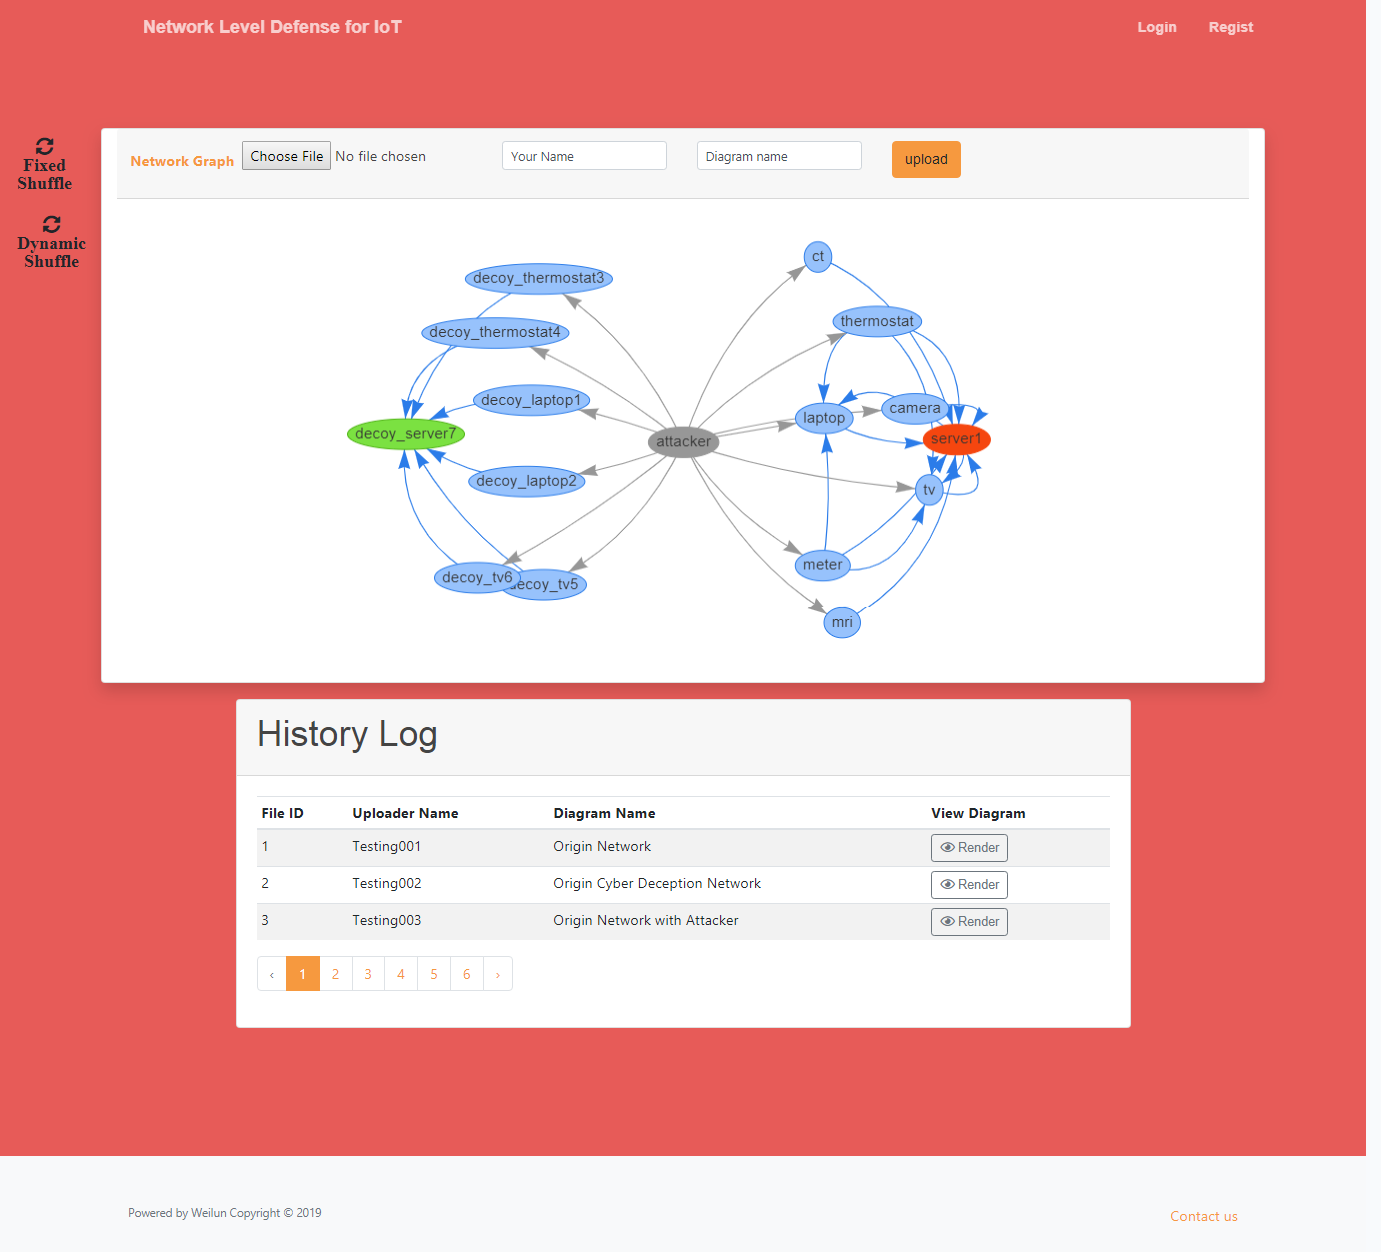 Network Level Defense for IoT
Login Regist
Fixed
Shuffle
Dynamic
Shuffle
Network Graph Choose File No file chosen Your Name Diagram name upload
ct
decoy_thermostat3
thermostat
decoy_thermostat4
decoy_laptop1
camera
laptop
decoy_server7
attacker
server1
decoy_laptop2
tv
meter
decoy_tv6
decoy_tv5
mri
History Log
File ID Uploader Name Diagram Name View Diagram
1 Testing001 Origin Network Render
2 Testing002 Origin Cyber Deception Network Render
3 Testing003 Origin Network with Attacker Render
‹ 1 2 3 4 5 6 ›
Powered by Weilun Copyright © 2019
Contact us